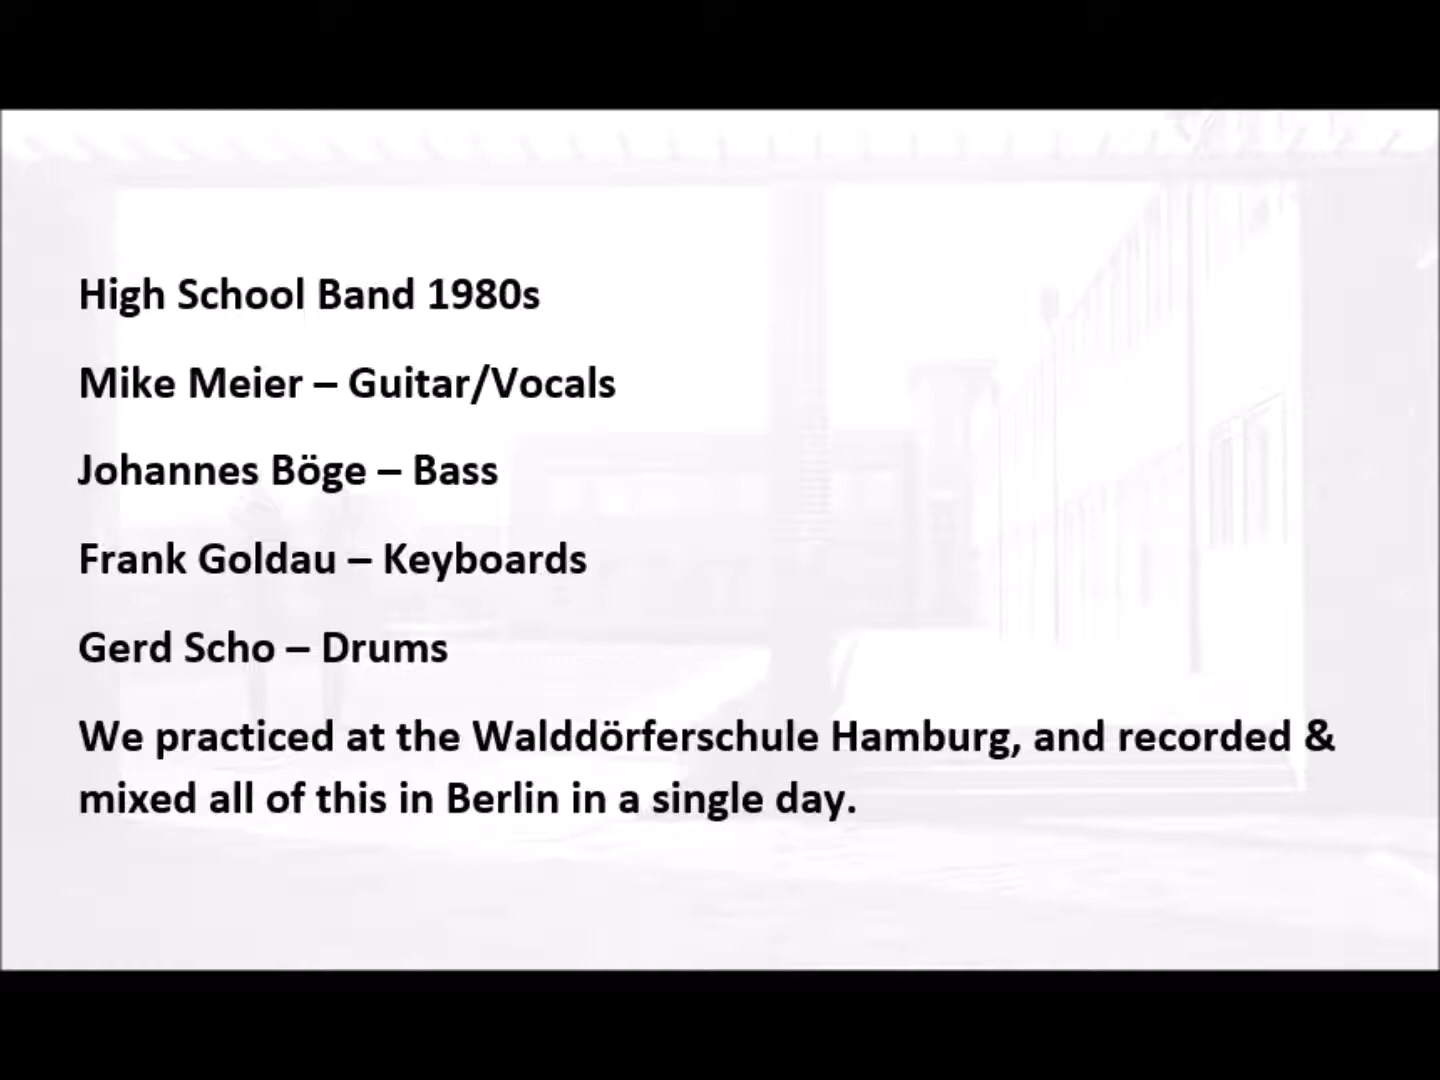 High School Band 1980s
Mike Meier – Guitar/Vocals
Johannes Böge – Bass
Frank Goldau – Keyboards
Gerd Scho – Drums
We practiced at the Walddörferschule Hamburg, and recorded &
mixed all of this in Berlin in a single day.